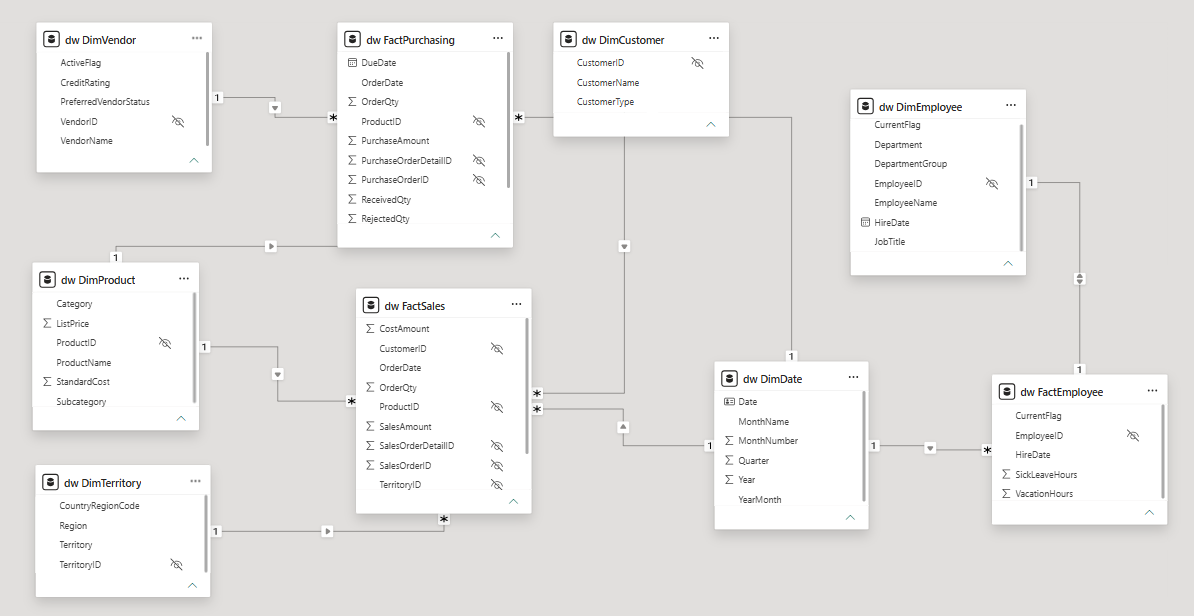 dw DimVendor
ActiveFlag
CreditRating
PreferredVendorStatus
VendorID
VendorName
dw FactPurchasing
DueDate
OrderDate
OrderQty
ProductID
PurchaseAmount
PurchaseOrderDetailID
PurchaseOrderID
ReceivedQty
RejectedQty
dw DimCustomer
CustomerID
CustomerName
CustomerType
dw DimEmployee
CurrentFlag
Department
DepartmentGroup
EmployeeID
EmployeeName
HireDate
JobTitle
1
*
*
1
1
dw DimProduct
Category
ListPrice
ProductID
ProductName
StandardCost
Subcategory
1
*
dw FactSales
CostAmount
CustomerID
OrderDate
OrderQty
ProductID
SalesAmount
SalesOrderDetailID
SalesOrderID
TerritoryID
*
*
1
1
dw DimDate
Date
MonthName
MonthNumber
Quarter
Year
YearMonth
1
*
1
dw FactEmployee
CurrentFlag
EmployeeID
HireDate
SickLeaveHours
VacationHours
dw DimTerritory
CountryRegionCode
Region
Territory
TerritoryID
1
*